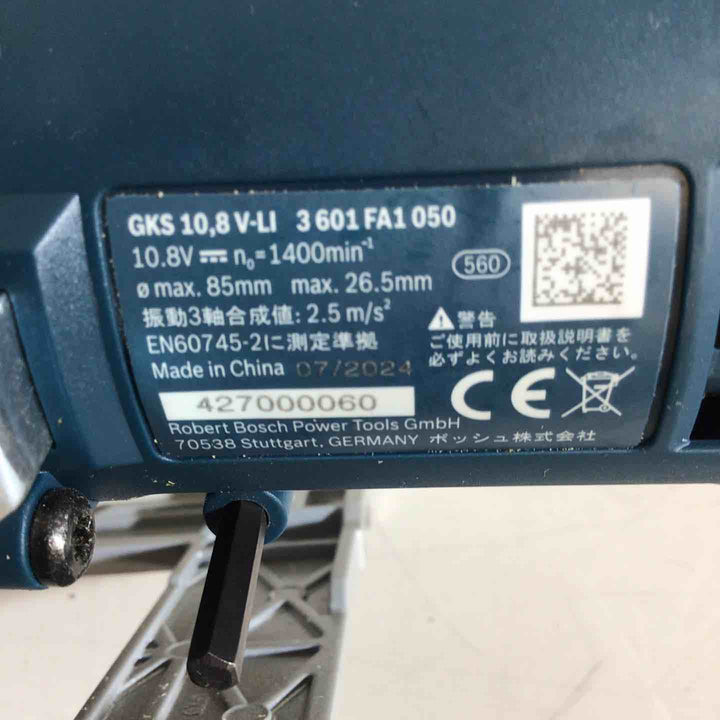 GKS 10,8 V-LI 3 601 FA1 050
10.8V n₀=1400min⁻¹
560
ø max. 85mm max. 26.5mm
振動3軸合成値: 2.5 m/s²
EN60745-2に測定準拠
警告
ご使用前に取扱説明書を
必ずよくお読みください。
Made in China 07/2024
427000060
CE
Robert Bosch Power Tools GmbH
70538 Stuttgart, GERMANY ボッシュ株式会社